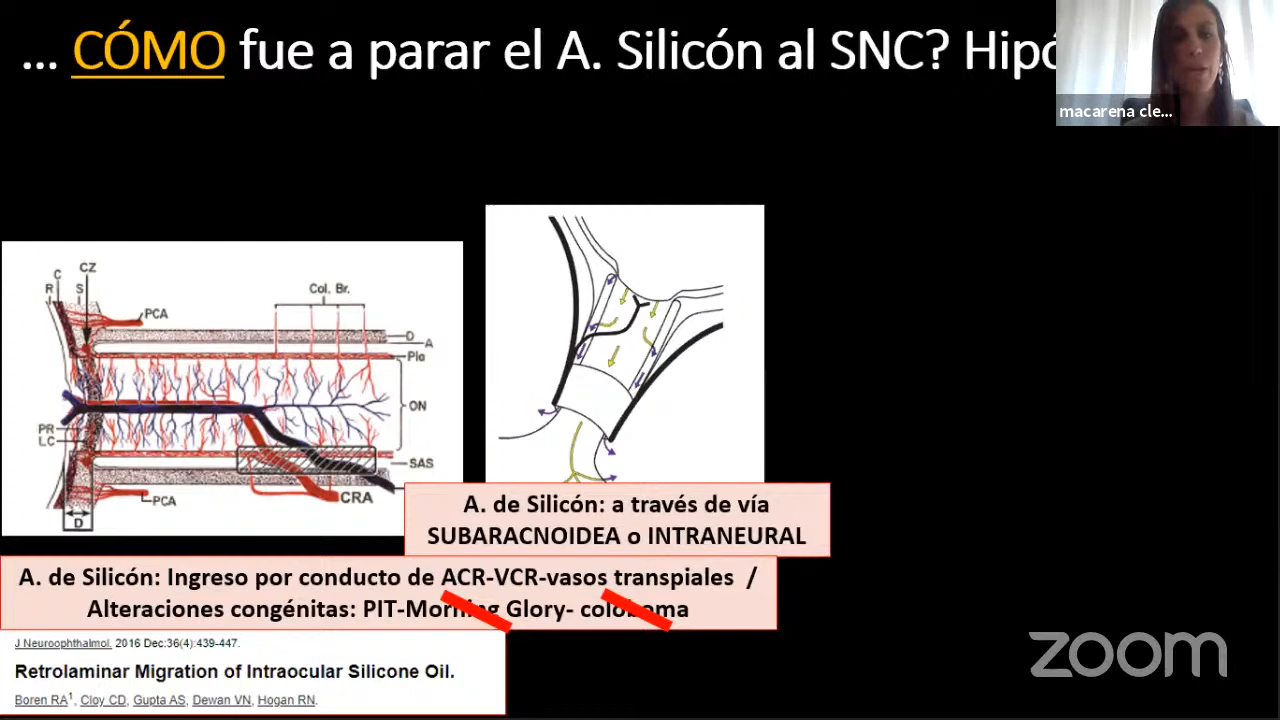 ... CÓMO fue a parar el A. Silicón al SNC? Hipó
macarena cle...
CZ
C
R
S
PCA
Col. Br.
D
A
Pia
ON
PR
LC
SAS
PCA
CRA
D
A. de Silicón: a través de vía
SUBARACNOIDEA o INTRANEURAL
A. de Silicón: Ingreso por conducto de ACR-VCR-vasos transpiales /
Alteraciones congénitas: PIT-Morning Glory- coloboma
J Neuroophthalmol. 2016 Dec;36(4):439-447.
Retrolaminar Migration of Intraocular Silicone Oil.
Boren RA1, Cloy CD, Gupta AS, Dewan VN, Hogan RN.
zoom